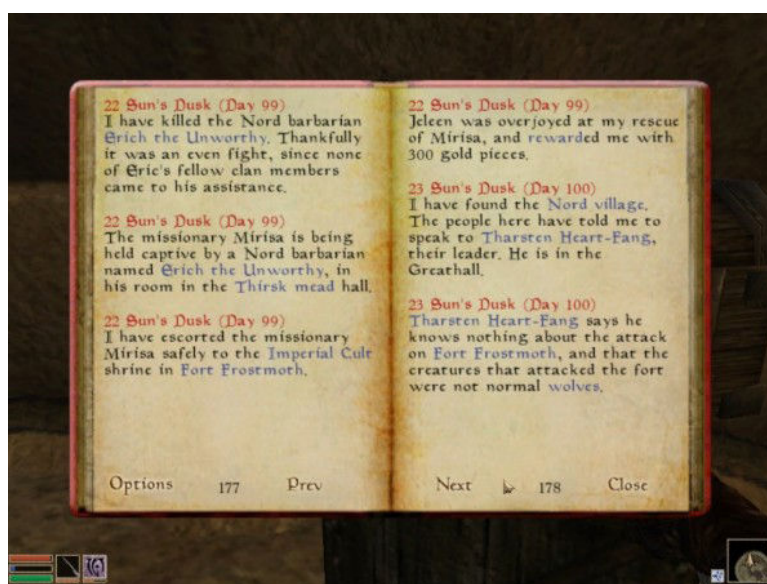 22 Sun's Dusk (Day 99)
I have killed the Nord barbarian
Erich the Unworthy. Thankfully
it was an even fight, since none
of Eric's fellow clan members
came to his assistance.
22 Sun's Dusk (Day 99)
The missionary Mirisa is being
held captive by a Nord barbarian
named Erich the Unworthy, in
his room in the Thirsk mead hall.
22 Sun's Dusk (Day 99)
I have escorted the missionary
Mirisa safely to the Imperial Cult
shrine in Fort Frostmoth.
Options 177 Prev
22 Sun's Dusk (Day 99)
Jeleen was overjoyed at my rescue
of Mirisa, and rewarded me with
300 gold pieces.
23 Sun's Dusk (Day 100)
I have found the Nord village.
The people here have told me to
speak to Tharsten Heart-Fang,
their leader. He is in the
Greathall.
23 Sun's Dusk (Day 100)
Tharsten Heart-Fang says he
knows nothing about the attack
on Fort Frostmoth, and that the
creatures that attacked the fort
were not normal wolves.
Next 178 Close